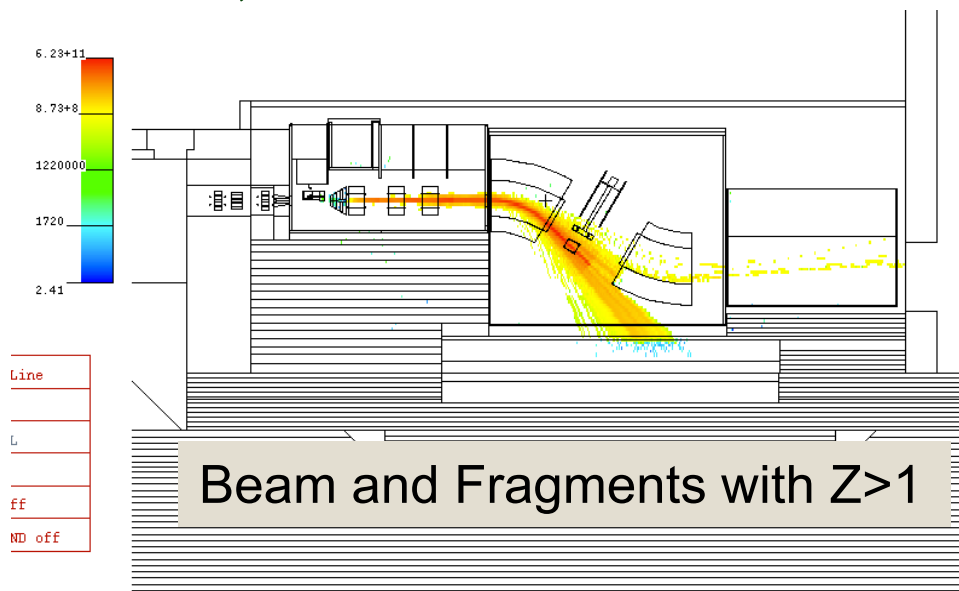 6.23+11
8.73+8
1220000
1720
2.41
Line
L
ff
ND off
Beam and Fragments with Z>1